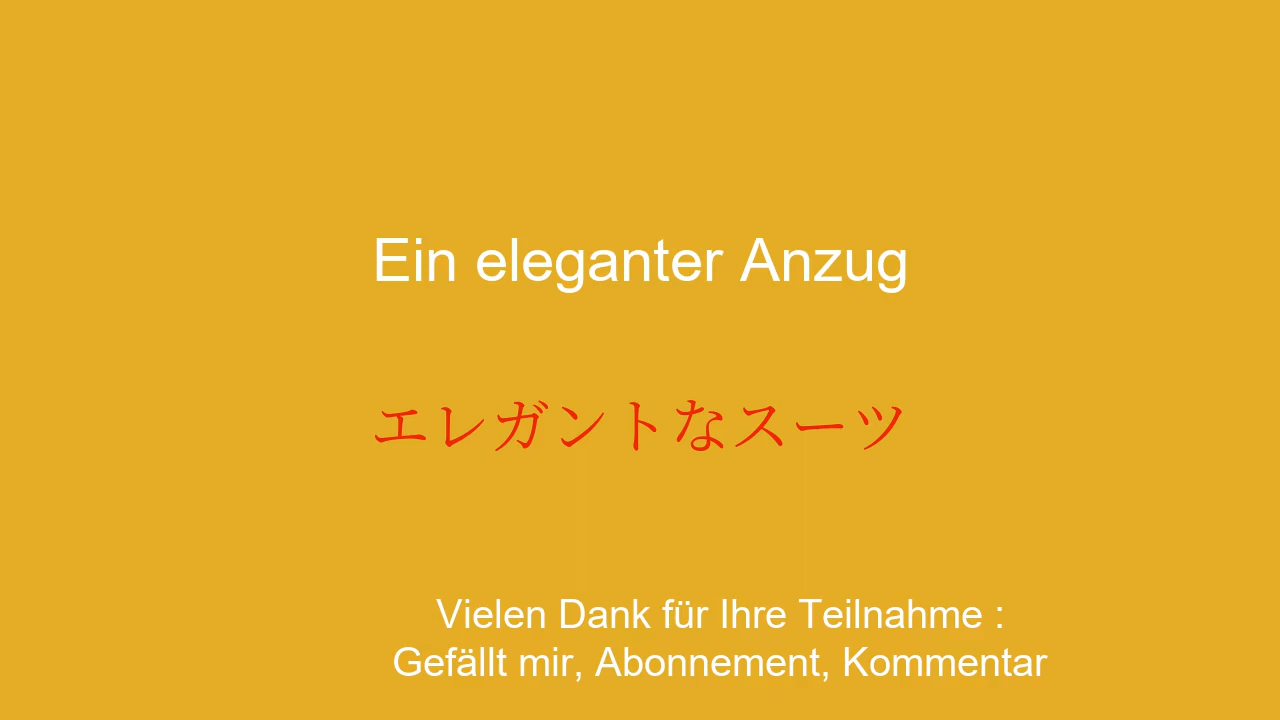 Ein eleganter Anzug
エレガントなスーツ
Vielen Dank für Ihre Teilnahme :
Gefällt mir, Abonnement, Kommentar